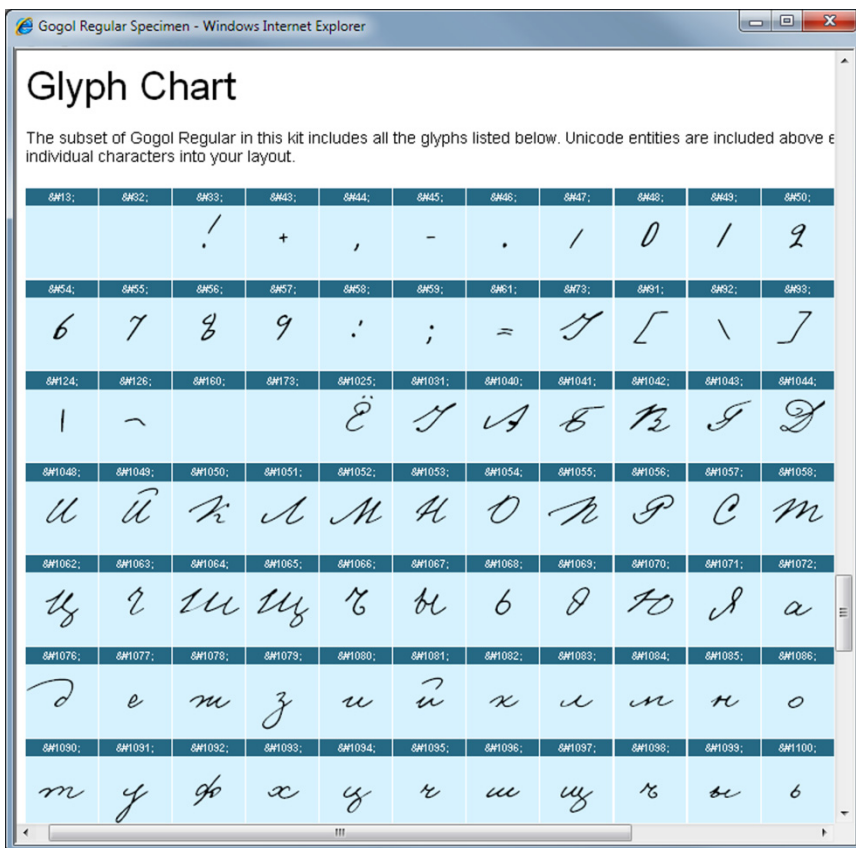 Gogol Regular Specimen - Windows Internet Explorer
Glyph Chart
The subset of Gogol Regular in this kit includes all the glyphs listed below. Unicode entities are included above e
individual characters into your layout.
&#13; &#32; &#33; &#43; &#44; &#45; &#46; &#47; &#48; &#49; &#50;
! + , - . / 0 1 2
&#54; &#55; &#56; &#57; &#58; &#59; &#61; &#73; &#91; &#92; &#93;
6 7 8 9 : ; = I [ \ ]
&#124; &#126; &#160; &#173; &#1025; &#1031; &#1040; &#1041; &#1042; &#1043; &#1044;
| ~ Ё Ї А Б В Г Д
&#1048; &#1049; &#1050; &#1051; &#1052; &#1053; &#1054; &#1055; &#1056; &#1057; &#1058;
И Й К Л М Н О П Р С Т
&#1062; &#1063; &#1064; &#1065; &#1066; &#1067; &#1068; &#1069; &#1070; &#1071; &#1072;
Ц Ч Ш Щ Ъ Ы Ь Э Ю Я а
&#1076; &#1077; &#1078; &#1079; &#1080; &#1081; &#1082; &#1083; &#1084; &#1085; &#1086;
д е ж з и й к л м н о
&#1090; &#1091; &#1092; &#1093; &#1094; &#1095; &#1096; &#1097; &#1098; &#1099; &#1100;
т у ф х ц ч ш щ ъ ы ь